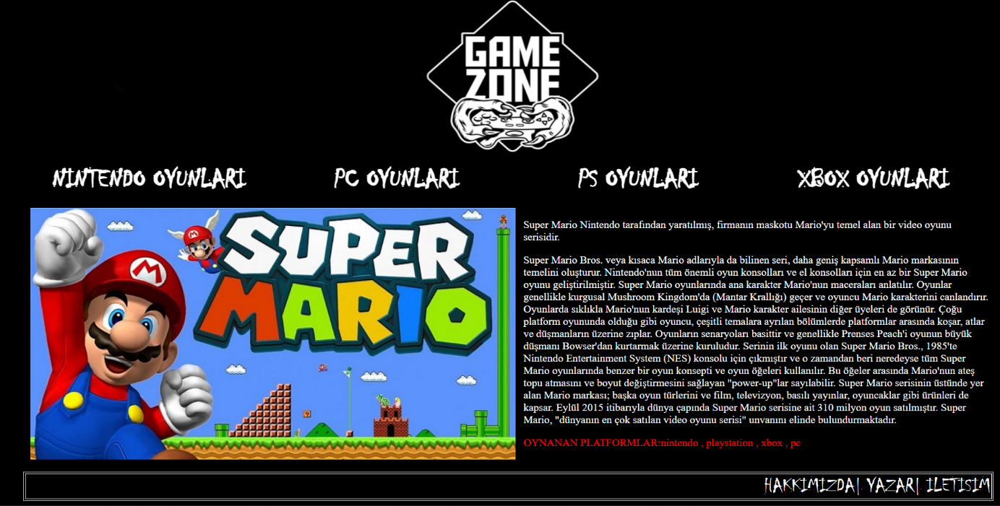 GAME
ZONE
NINTENDO OYUNLARI
PC OYUNLARI
PS OYUNLARI
XBOX OYUNLARI
SUPER
MARIO
Super Mario Nintendo tarafından yaratılmış, firmanın maskotu Mario'yu temel alan bir video oyunu
serisidir.
Super Mario Bros. veya kısaca Mario adlarıyla da bilinen seri, daha geniş kapsamlı Mario markasının
temelini oluşturur. Nintendo'nun tüm önemli oyun konsolları ve el konsolları için en az bir Super Mario
oyunu geliştirilmiştir. Super Mario oyunlarında ana karakter Mario'nun maceraları anlatılır. Oyunlar
genellikle kurgusal Mushroom Kingdom'da (Mantar Krallığı) geçer ve oyuncu Mario karakterini canlandırır.
Oyunlarda sıklıkla Mario'nun kardeşi Luigi ve Mario karakter ailesinin diğer üyeleri de görünür. Çoğu
platform oyununda olduğu gibi oyuncu, çeşitli temalara ayrılan bölümlerde platformlar arasında koşar, atlar
ve düşmanların üzerine zıplar. Oyunların senaryoları basittir ve genellikle Prenses Peach'i oyunun büyük
düşmanı Bowser'dan kurtarmak üzerine kuruludur. Serinin ilk oyunu olan Super Mario Bros., 1985'te
Nintendo Entertainment System (NES) konsolu için çıkmıştır ve o zamandan beri neredeyse tüm Super
Mario oyunlarında benzer bir oyun konsepti ve oyun öğeleri kullanılır. Bu öğeler arasında Mario'nun ateş
topu atmasını ve boyut değiştirmesini sağlayan "power-up"lar sayılabilir. Super Mario serisinin üstünde yer
alan Mario markası; başka oyun türlerini ve film, televizyon, basılı yayınlar, oyuncaklar gibi ürünleri de
kapsar. Eylül 2015 itibarıyla dünya çapında Super Mario serisine ait 310 milyon oyun satılmıştır. Super
Mario, "dünyanın en çok satılan video oyunu serisi" unvanını elinde bulundurmaktadır.
OYNANAN PLATFORMLAR:nintendo , playstation , xbox , pc
HAKKIMIZDA| YAZAR| ILETISIM